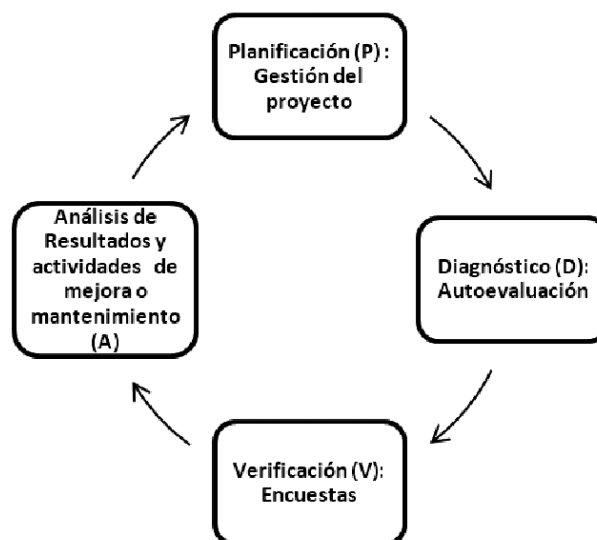 Planificación (P) :
Gestión del
proyecto
Diagnóstico (D):
Autoevaluación
Verificación (V):
Encuestas
Análisis de
Resultados y
actividades de
mejora o
mantenimiento
(A)